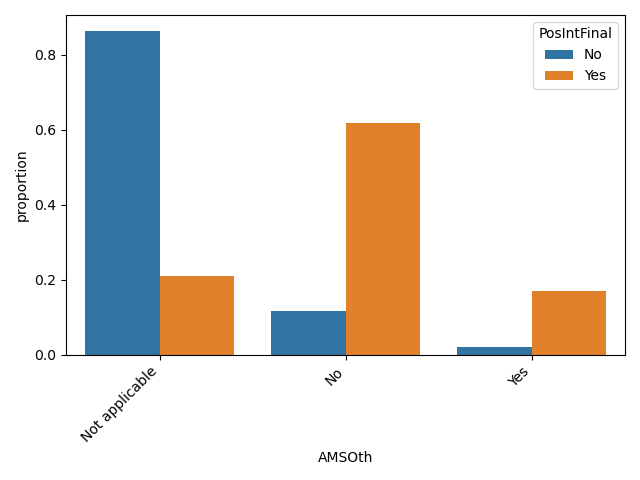 PosIntFinal
No
Yes
proportion
0.8
0.6
0.4
0.2
0.0
Not applicable
No
Yes
AMSOth